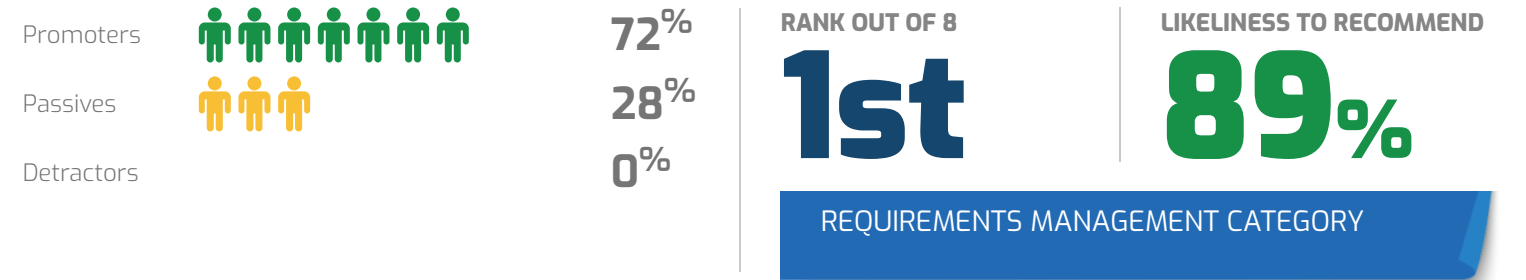 Promoters 72%
Passives 28%
Detractors 0%
RANK OUT OF 8
1st
LIKELINESS TO RECOMMEND
89%
REQUIREMENTS MANAGEMENT CATEGORY